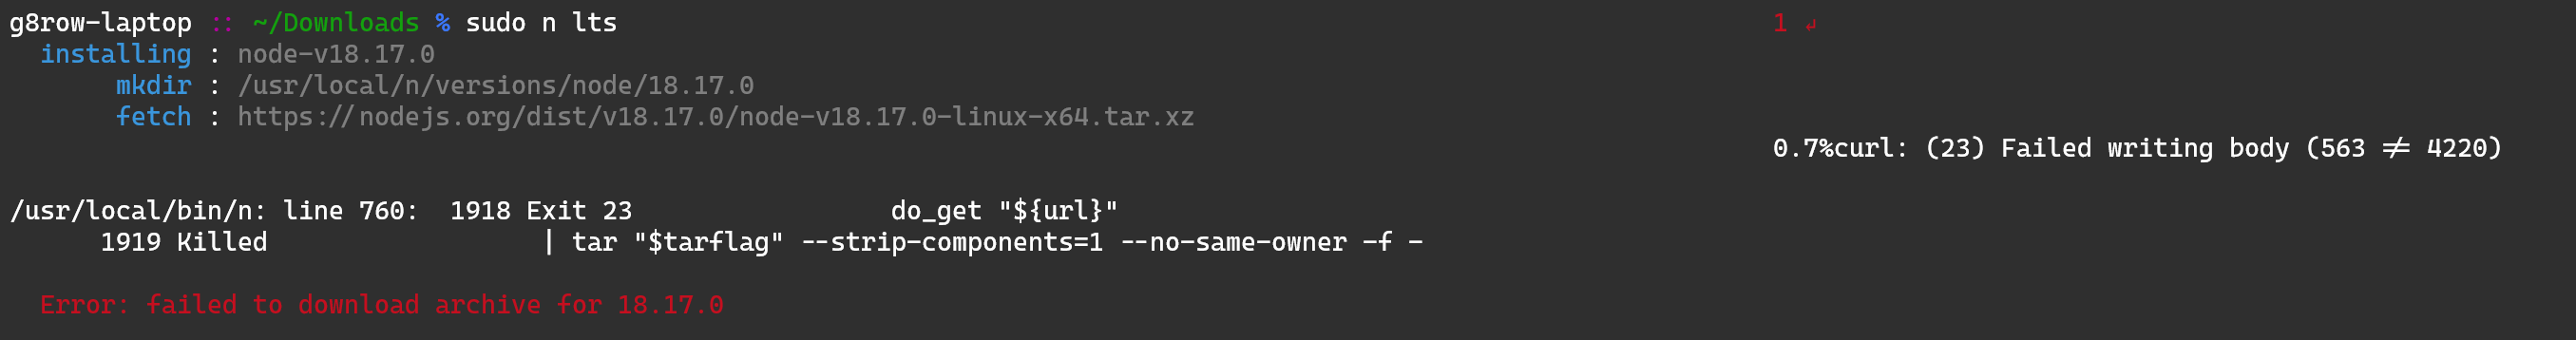 g8row-laptop :: ~/Downloads % sudo n lts 1 ↵
installing : node-v18.17.0
mkdir : /usr/local/n/versions/node/18.17.0
fetch : https://nodejs.org/dist/v18.17.0/node-v18.17.0-linux-x64.tar.xz
0.7%curl: (23) Failed writing body (563 != 4220)
/usr/local/bin/n: line 760: 1918 Exit 23 do_get "${url}"
1919 Killed | tar "$tarflag" --strip-components=1 --no-same-owner -f -
Error: failed to download archive for 18.17.0